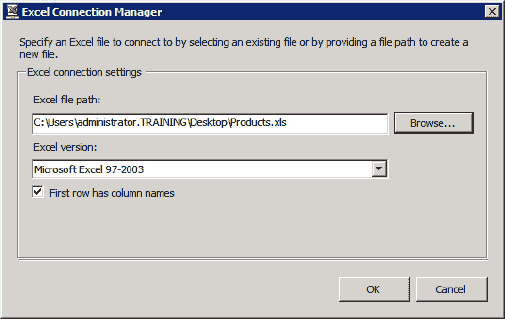 Excel Connection Manager
Specify an Excel file to connect to by selecting an existing file or by providing a file path to create a
new file.
Excel connection settings
Excel file path:
C:\Users\administrator.TRAINING\Desktop\Products.xls
Browse...
Excel version:
Microsoft Excel 97-2003
First row has column names
OK
Cancel